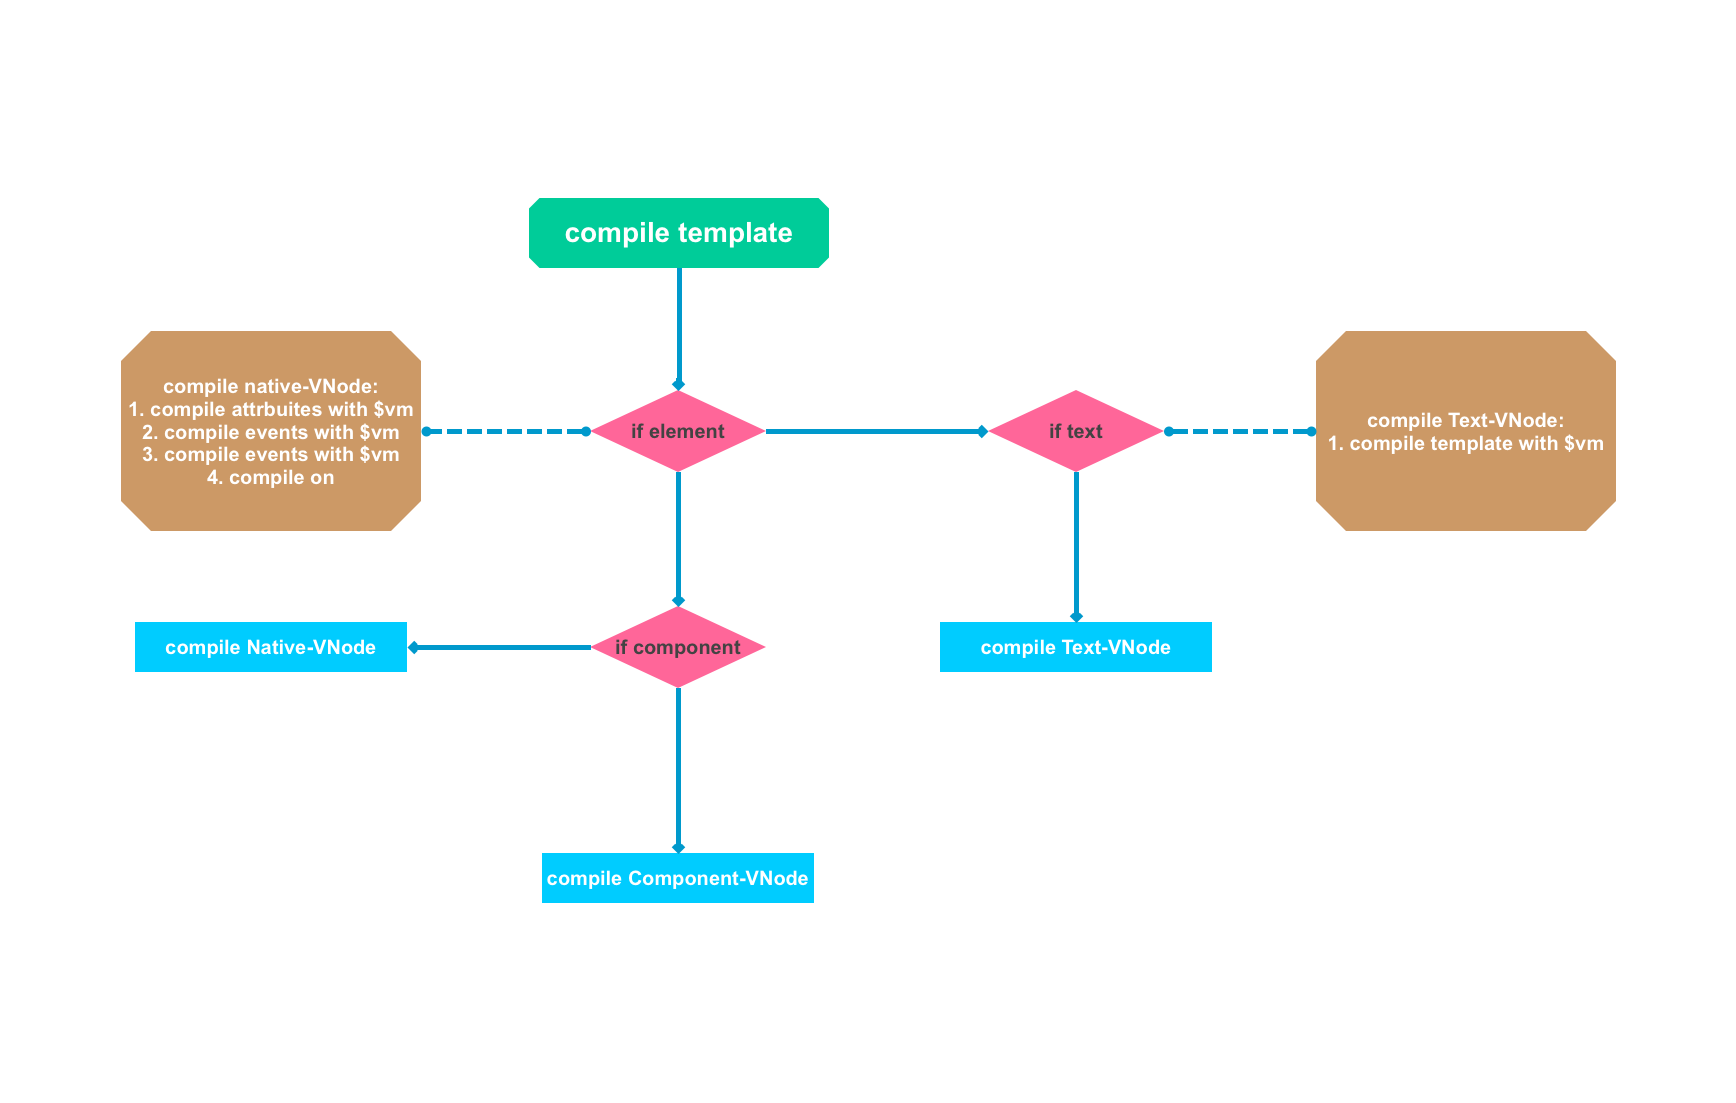 compile template
compile native-VNode:
1. compile attrbuites with $vm
2. compile events with $vm
3. compile events with $vm
4. compile on
if element
if text
compile Text-VNode:
1. compile template with $vm
compile Native-VNode
if component
compile Text-VNode
compile Component-VNode